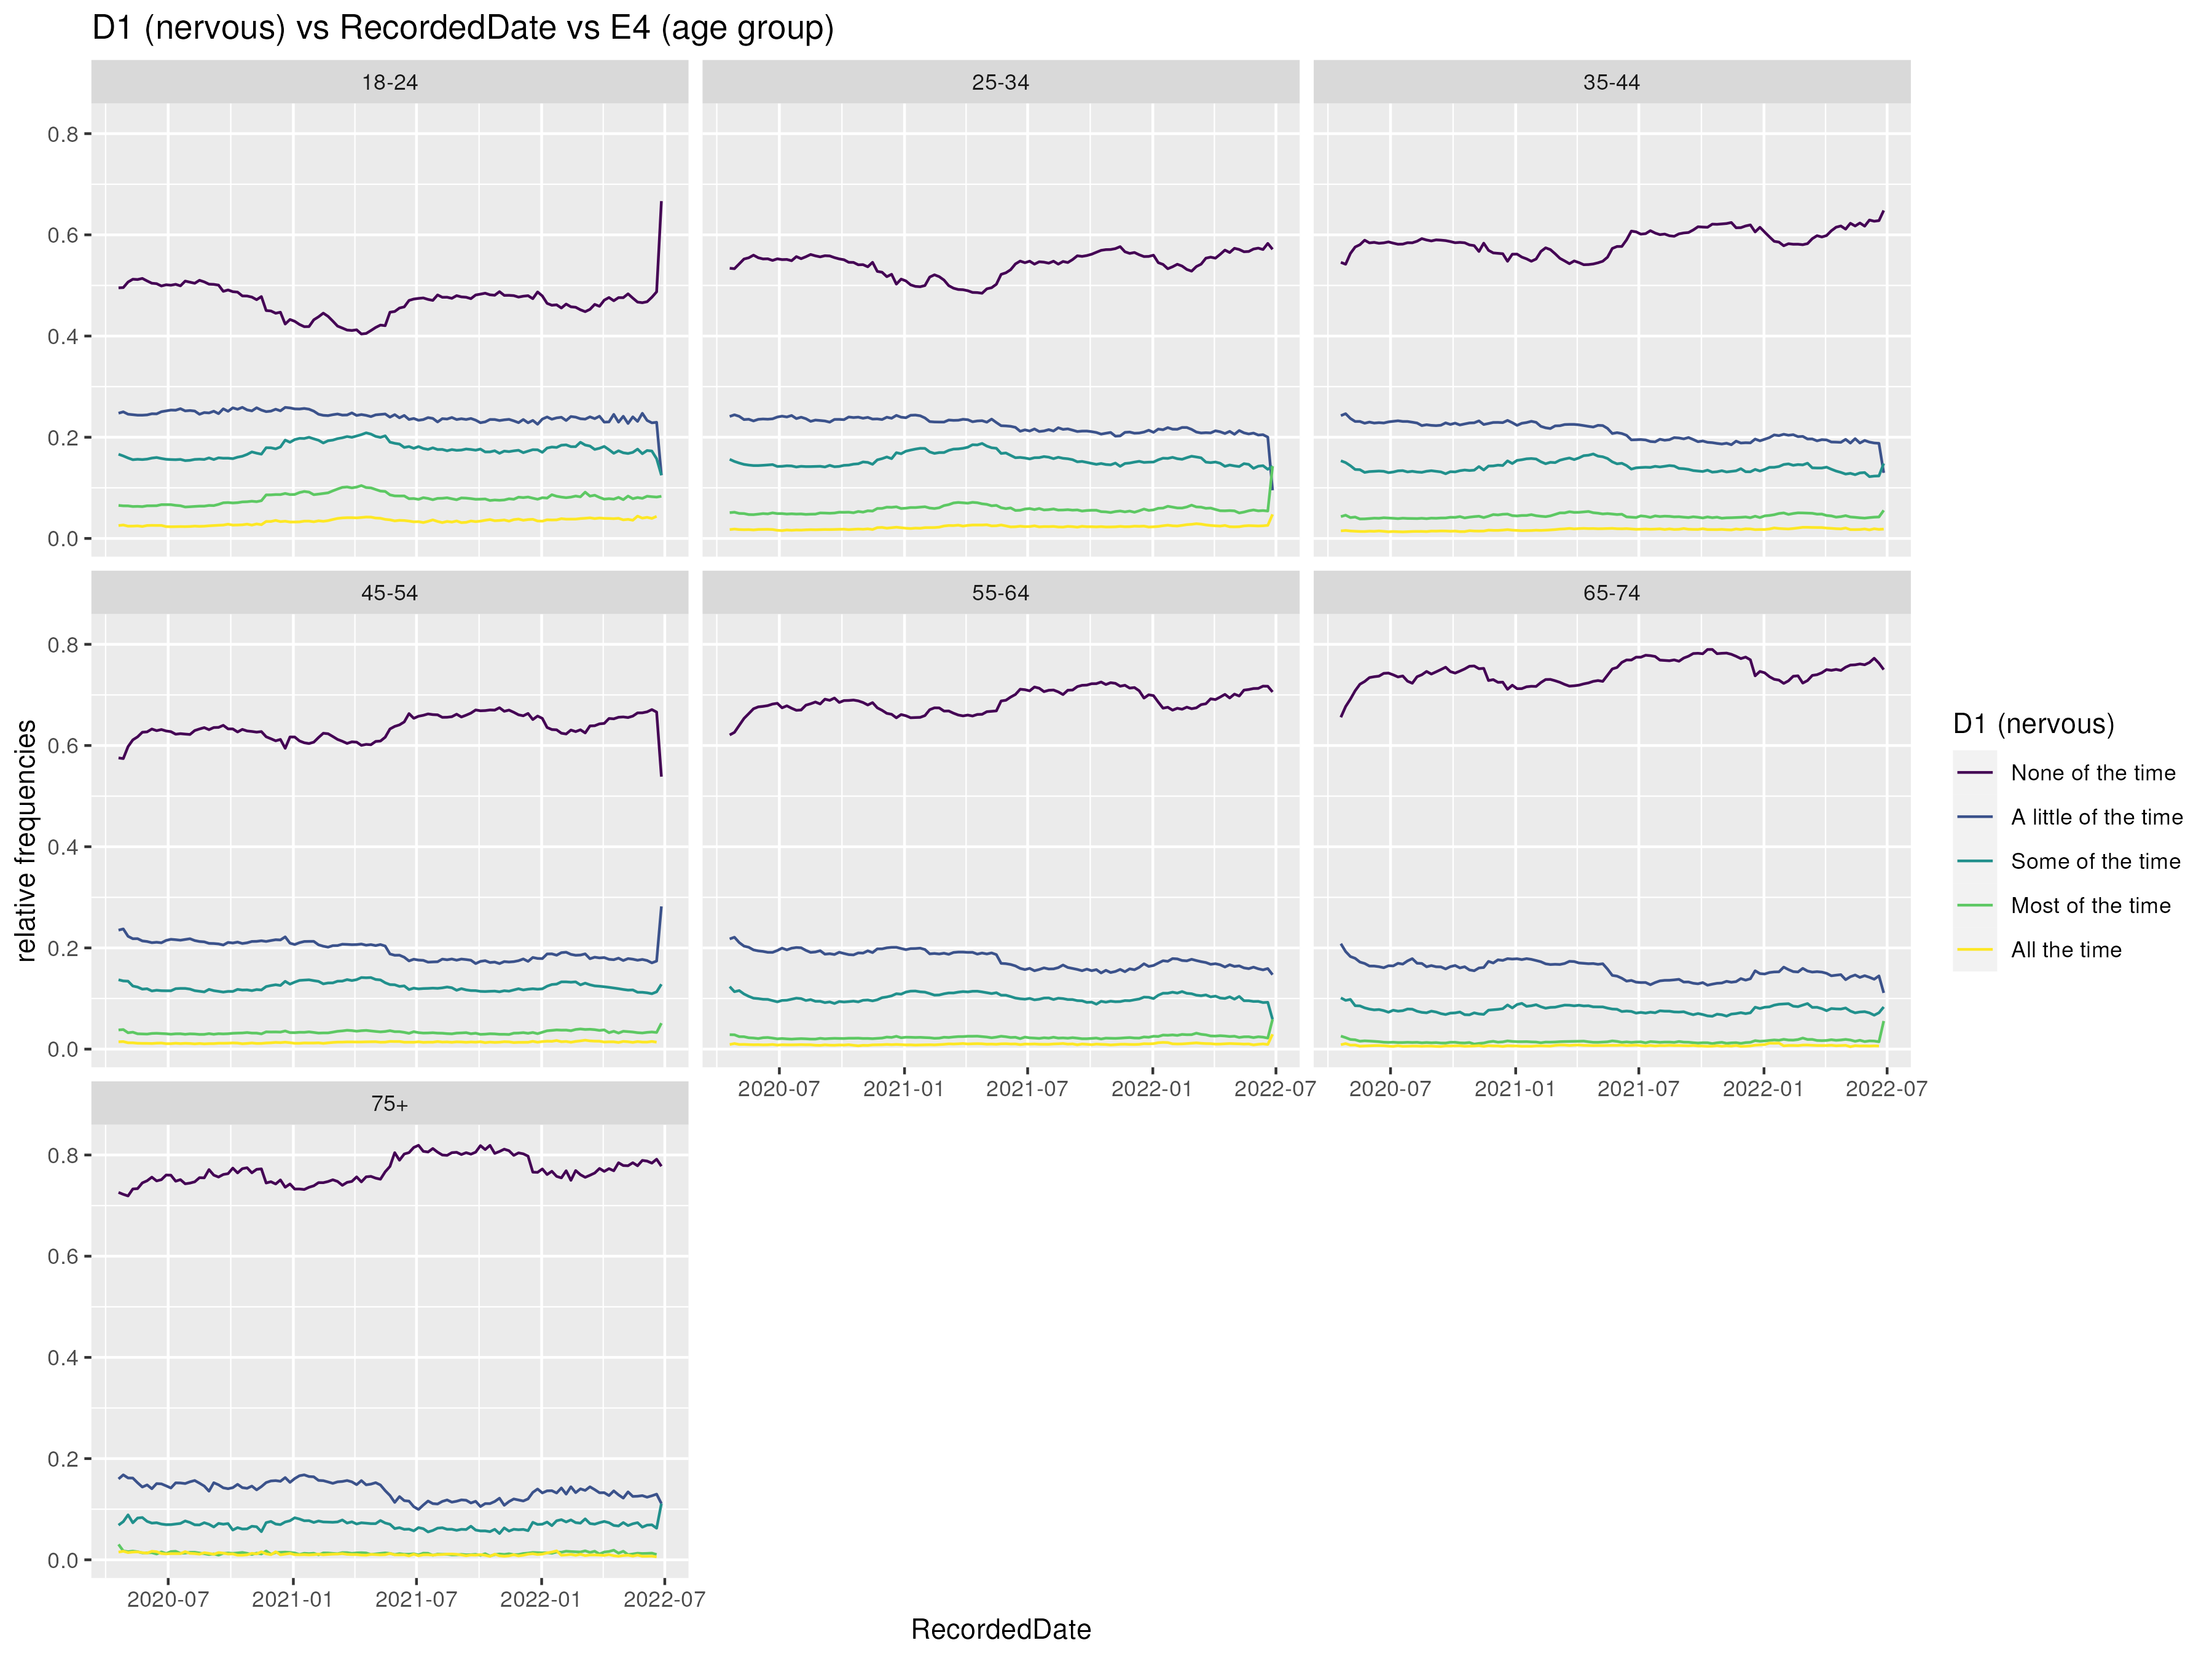 D1 (nervous) vs RecordedDate vs E4 (age group)
18-24
25-34
35-44
0.8
0.6
0.4
0.2
0.0
45-54
55-64
65-74
0.8
0.6
0.4
0.2
0.0
2020-07 2021-01 2021-07 2022-01 2022-07
2020-07 2021-01 2021-07 2022-01 2022-07
75+
0.8
0.6
0.4
0.2
0.0
2020-07 2021-01 2021-07 2022-01 2022-07
RecordedDate
relative frequencies
D1 (nervous)
None of the time
A little of the time
Some of the time
Most of the time
All the time